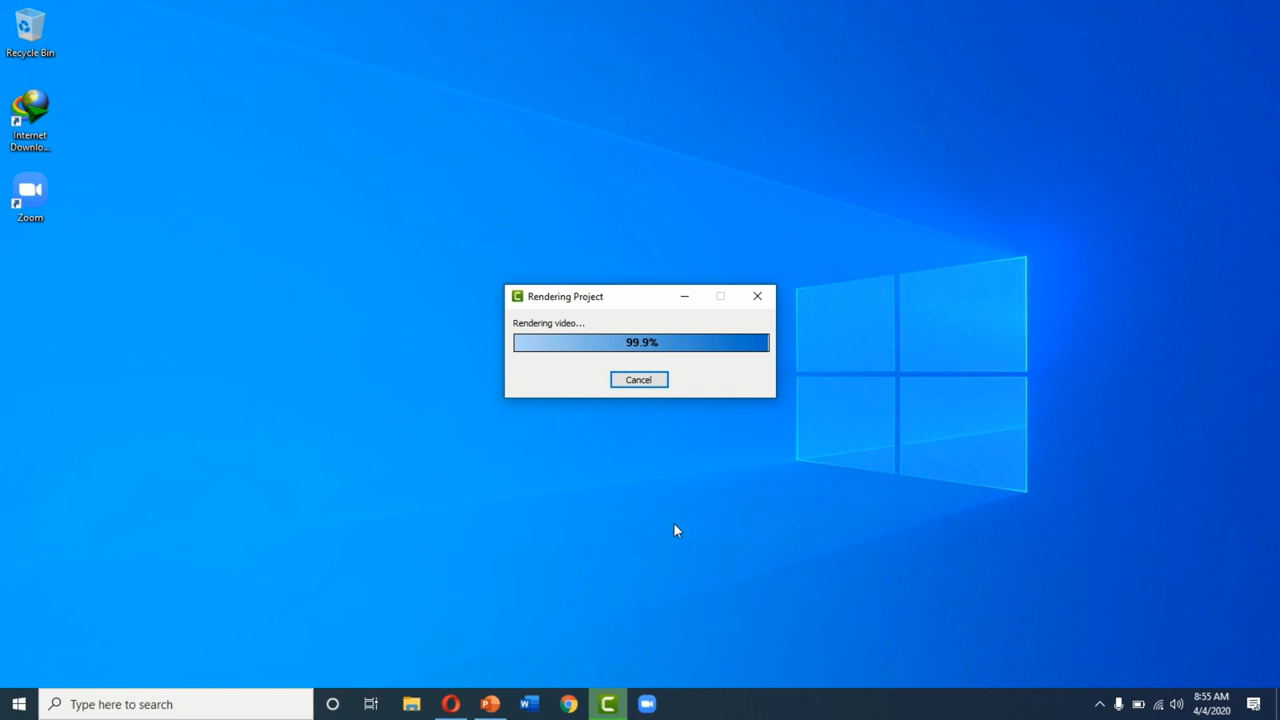 Recycle Bin
Internet
Downlo...
Zoom
Rendering Project
Rendering video...
99.9%
Cancel
Type here to search
8:55 AM
4/4/2020